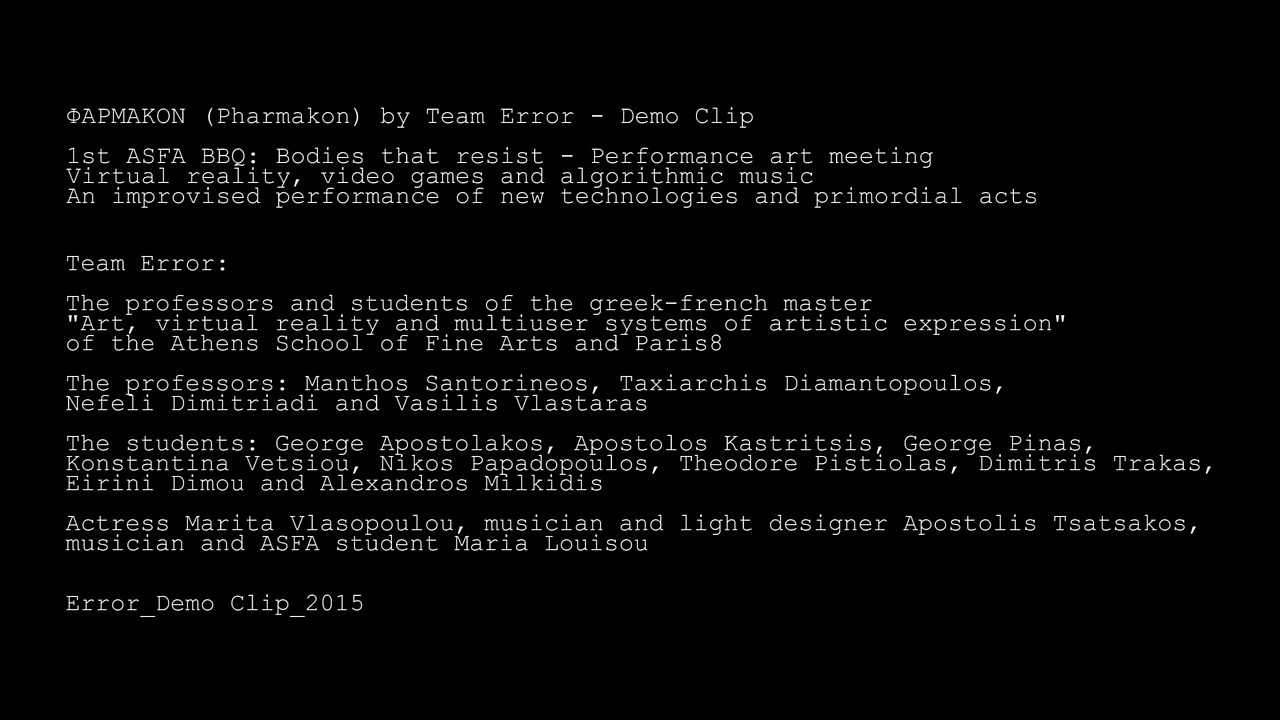 ΦΑΡΜΑΚΟΝ (Pharmakon) by Team Error - Demo Clip
1st ASFA BBQ: Bodies that resist - Performance art meeting
Virtual reality, video games and algorithmic music
An improvised performance of new technologies and primordial acts
Team Error:
The professors and students of the greek-french master
"Art, virtual reality and multiuser systems of artistic expression"
of the Athens School of Fine Arts and Paris8
The professors: Manthos Santorineos, Taxiarchis Diamantopoulos,
Nefeli Dimitriadi and Vasilis Vlastaras
The students: George Apostolakos, Apostolos Kastritsis, George Pinas,
Konstantina Vetsiou, Nikos Papadopoulos, Theodore Pistiolas, Dimitris Trakas,
Eirini Dimou and Alexandros Milkidis
Actress Marita Vlasopoulou, musician and light designer Apostolis Tsatsakos,
musician and ASFA student Maria Louisou
Error_Demo Clip_2015